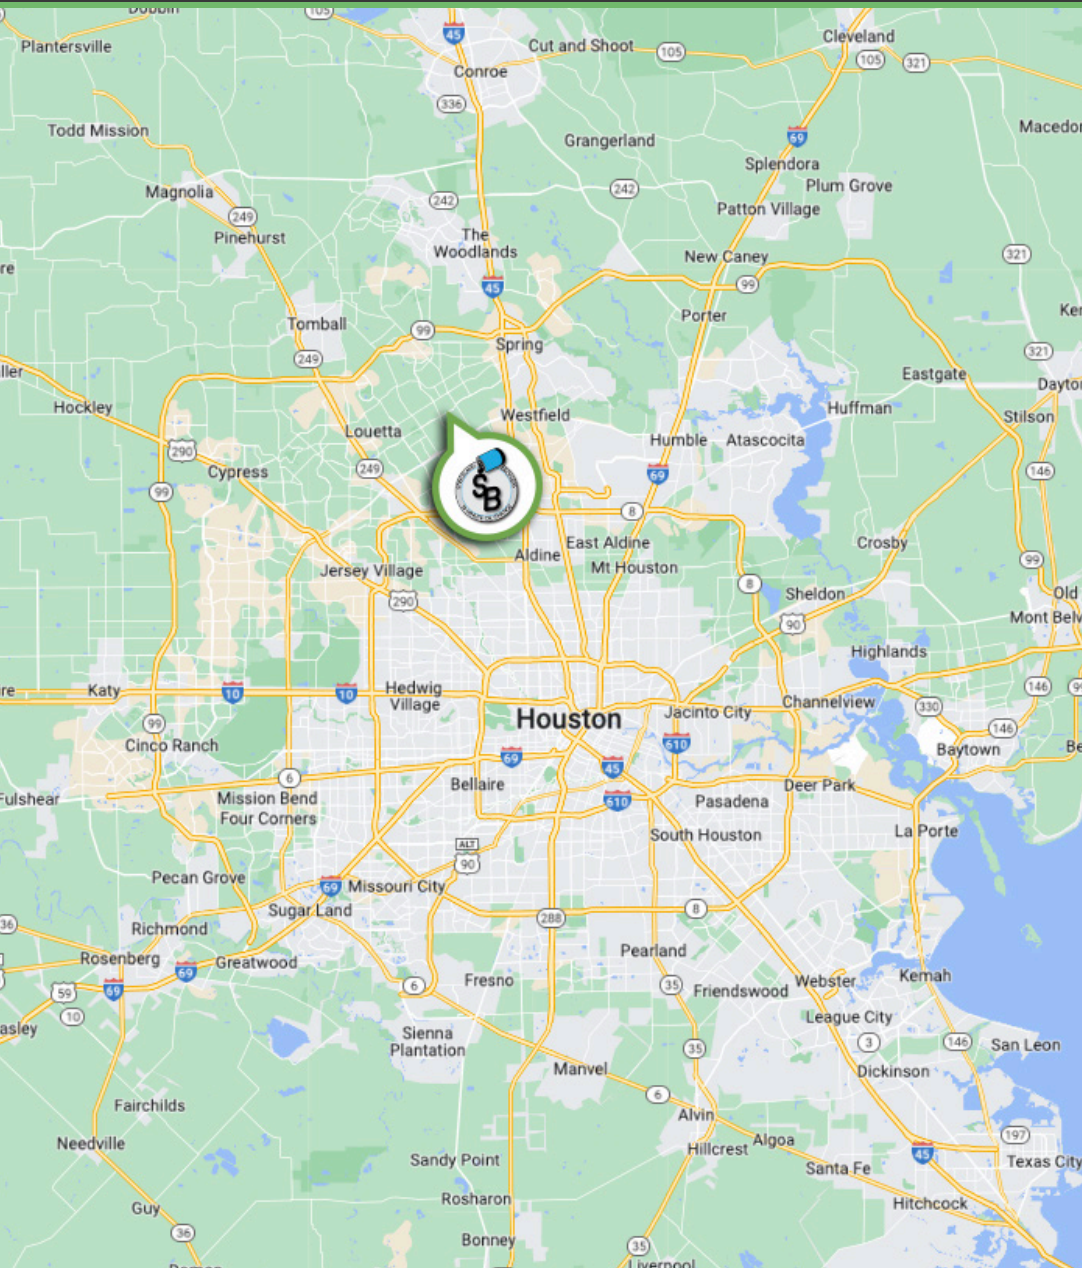 Dobbin
105
45
Cut and Shoot
105
Cleveland
105
321
Plantersville
Conroe
336
Todd Mission
Grangerland
69
Macedon
Splendora
Plum Grove
Magnolia
242
242
249
Patton Village
Pinehurst
The
Woodlands
New Caney
321
re
45
99
Tomball
99
Porter
Spring
249
321
ller
Eastgate
Dayto
Hockley
Westfield
Huffman
Stilson
Louetta
Humble
Atascocita
290
Cypress
249
69
146
99
SB
8
Aldine
East Aldine
Crosby
Mt Houston
99
Jersey Village
8
290
Sheldon
Old
90
Mont Belv
Highlands
re
Katy
10
10
Hedwig
Village
Channelview
146
99
330
Houston
Jacinto City
99
Cinco Ranch
610
146
Baytown
Be
69
45
6
Bellaire
Deer Park
Fulshear
Mission Bend
Four Corners
610
Pasadena
South Houston
La Porte
ALT
90
Pecan Grove
69
Missouri City
Sugar Land
288
8
36
Richmond
Rosenberg
Greatwood
Pearland
69
Fresno
Webster
Kemah
59
69
6
35
Friendswood
10
League City
asley
Sienna
Plantation
35
3
146
San Leon
Manvel
Dickinson
6
Fairchilds
Alvin
Needville
Hillcrest
Algoa
197
45
Sandy Point
Santa Fe
Texas City
Rosharon
Hitchcock
Guy
36
Bonney
35
Liverpool